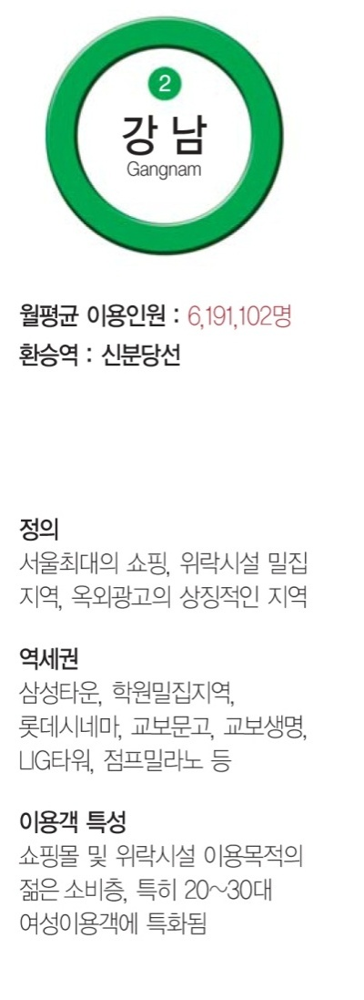 2
강남
Gangnam
월평균 이용인원 : 6,191,102명
환승역 : 신분당선
정의
서울최대의 쇼핑, 위락시설 밀집
지역, 옥외광고의 상징적인 지역
역세권
삼성타운, 학원밀집지역,
롯데시네마, 교보문고, 교보생명,
LIG타워, 점프밀라노 등
이용객 특성
쇼핑몰 및 위락시설 이용목적의
젊은 소비층, 특히 20~30대
여성이용객에 특화됨